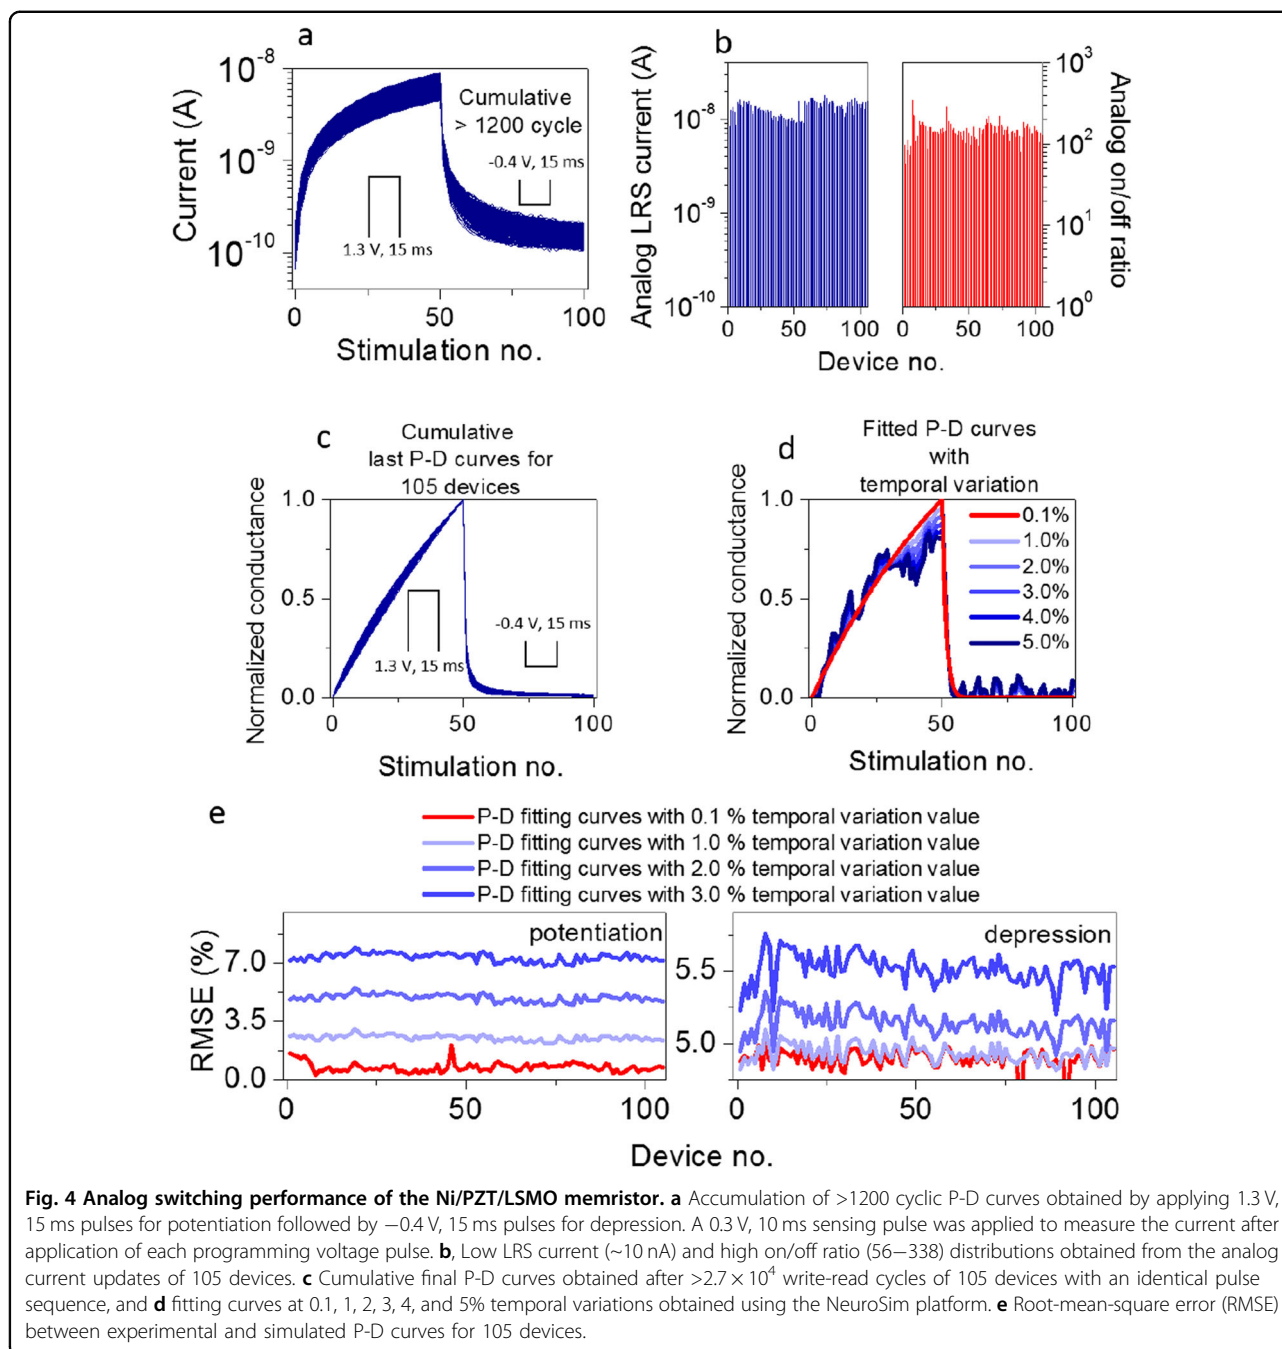 a
Current (A)
10⁻⁸
10⁻⁹
10⁻¹⁰
Cumulative
> 1200 cycle
-0.4 V, 15 ms
1.3 V, 15 ms
0
50
100
Stimulation no.
b
Analog LRS current (A)
10⁻⁸
10⁻⁹
10⁻¹⁰
0
50
100
0
50
100
10³
10²
10¹
10⁰
Analog on/off ratio
Device no.
c
Cumulative
last P-D curves for
105 devices
Normalized conductance
1.0
0.5
0.0
1.3 V, 15 ms
-0.4 V, 15 ms
0
50
100
Stimulation no.
d
Fitted P-D curves
with
temporal variation
Normalized conductance
1.0
0.5
0.0
0.1%
1.0%
2.0%
3.0%
4.0%
5.0%
0
50
100
Stimulation no.
e
P-D fitting curves with 0.1 % temporal variation value
P-D fitting curves with 1.0 % temporal variation value
P-D fitting curves with 2.0 % temporal variation value
P-D fitting curves with 3.0 % temporal variation value
RMSE (%)
7.0
3.5
0.0
potentiation
0
50
100
5.5
5.0
depression
0
50
100
Device no.
Fig. 4 Analog switching performance of the Ni/PZT/LSMO memristor. a Accumulation of >1200 cyclic P-D curves obtained by applying 1.3 V,
15 ms pulses for potentiation followed by −0.4 V, 15 ms pulses for depression. A 0.3 V, 10 ms sensing pulse was applied to measure the current after
application of each programming voltage pulse. b, Low LRS current (~10 nA) and high on/off ratio (56−338) distributions obtained from the analog
current updates of 105 devices. c Cumulative final P-D curves obtained after >2.7 × 10⁴ write-read cycles of 105 devices with an identical pulse
sequence, and d fitting curves at 0.1, 1, 2, 3, 4, and 5% temporal variations obtained using the NeuroSim platform. e Root-mean-square error (RMSE)
between experimental and simulated P-D curves for 105 devices.